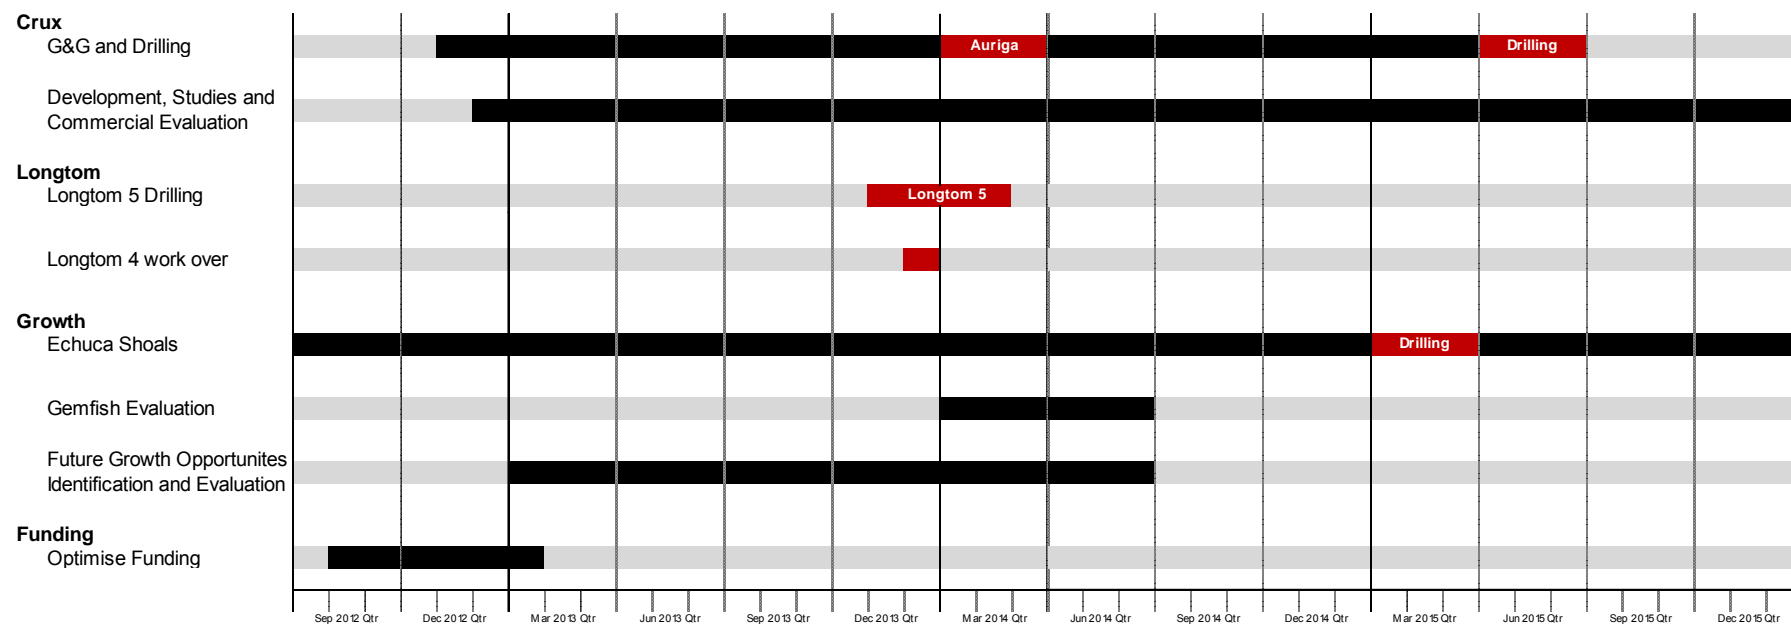 Crux
G&G and Drilling
Auriga
Drilling
Development, Studies and
Commercial Evaluation
Longtom
Longtom 5 Drilling
Longtom 5
Longtom 4 work over
Growth
Echuca Shoals
Drilling
Gemfish Evaluation
Future Growth Opportunites
Identification and Evaluation
Funding
Optimise Funding
Sep 2012 Qtr
Dec 2012 Qtr
Mar 2013 Qtr
Jun 2013 Qtr
Sep 2013 Qtr
Dec 2013 Qtr
Mar 2014 Qtr
Jun 2014 Qtr
Sep 2014 Qtr
Dec 2014 Qtr
Mar 2015 Qtr
Jun 2015 Qtr
Sep 2015 Qtr
Dec 2015 Qtr